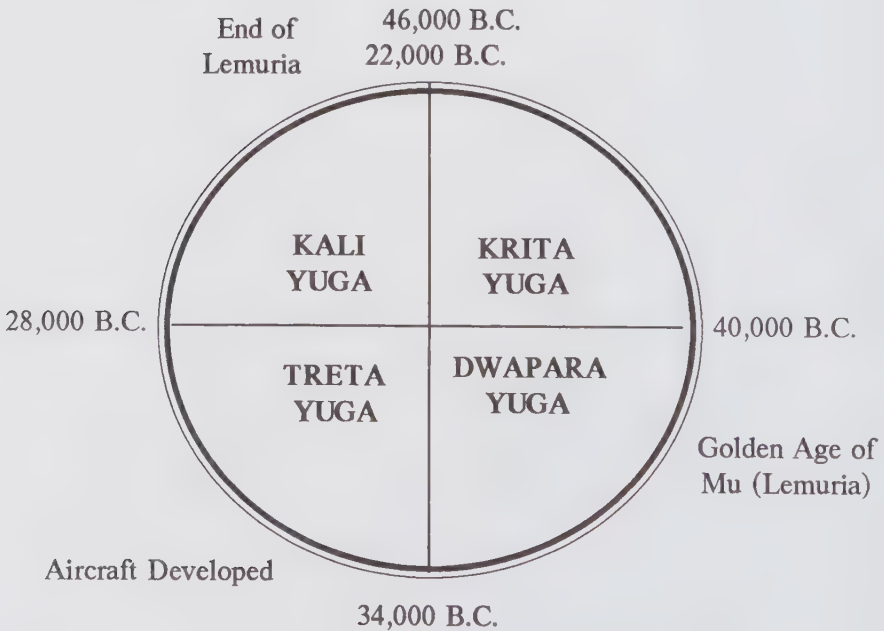 End of
Lemuria
46,000 B.C.
22,000 B.C.
KALI
YUGA
KRITA
YUGA
28,000 B.C.
40,000 B.C.
TRETA
YUGA
DWAPARA
YUGA
Golden Age of
Mu (Lemuria)
Aircraft Developed
34,000 B.C.